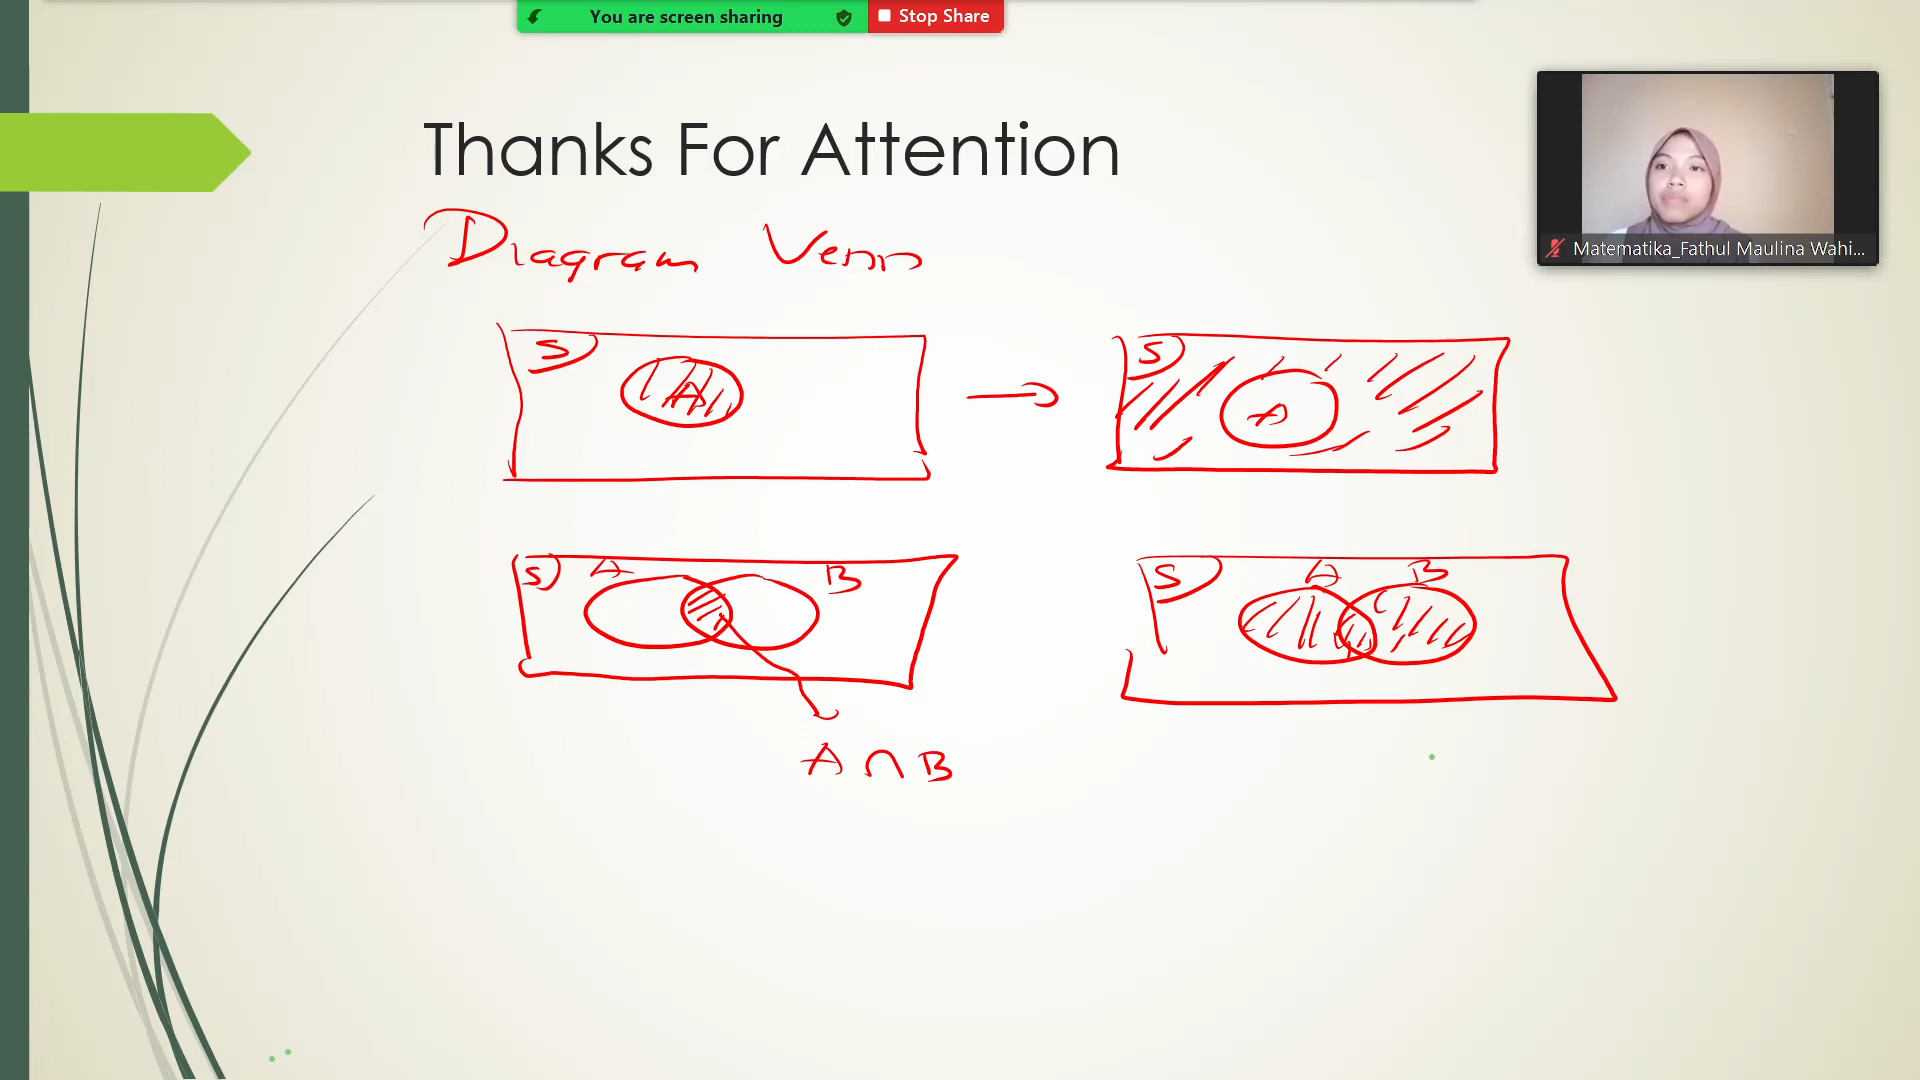 You are screen sharing
Stop Share
Thanks For Attention
Matematika_Fathul Maulina Wahi...
Diagram Venn
S
A
S
A
S A B
S A B
A ∩ B